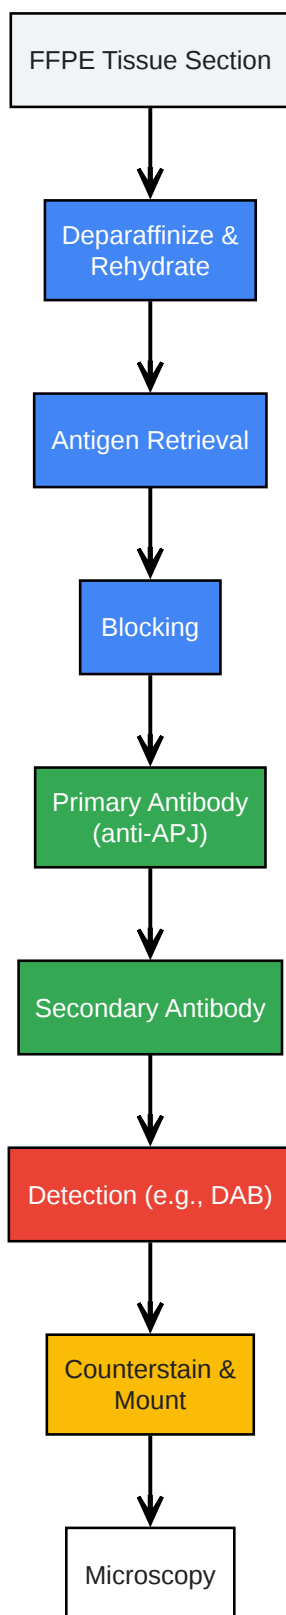 FFPE Tissue Section
Deparaffinize &
Rehydrate
Antigen Retrieval
Blocking
Primary Antibody
(anti-APJ)
Secondary Antibody
Detection (e.g., DAB)
Counterstain &
Mount
Microscopy